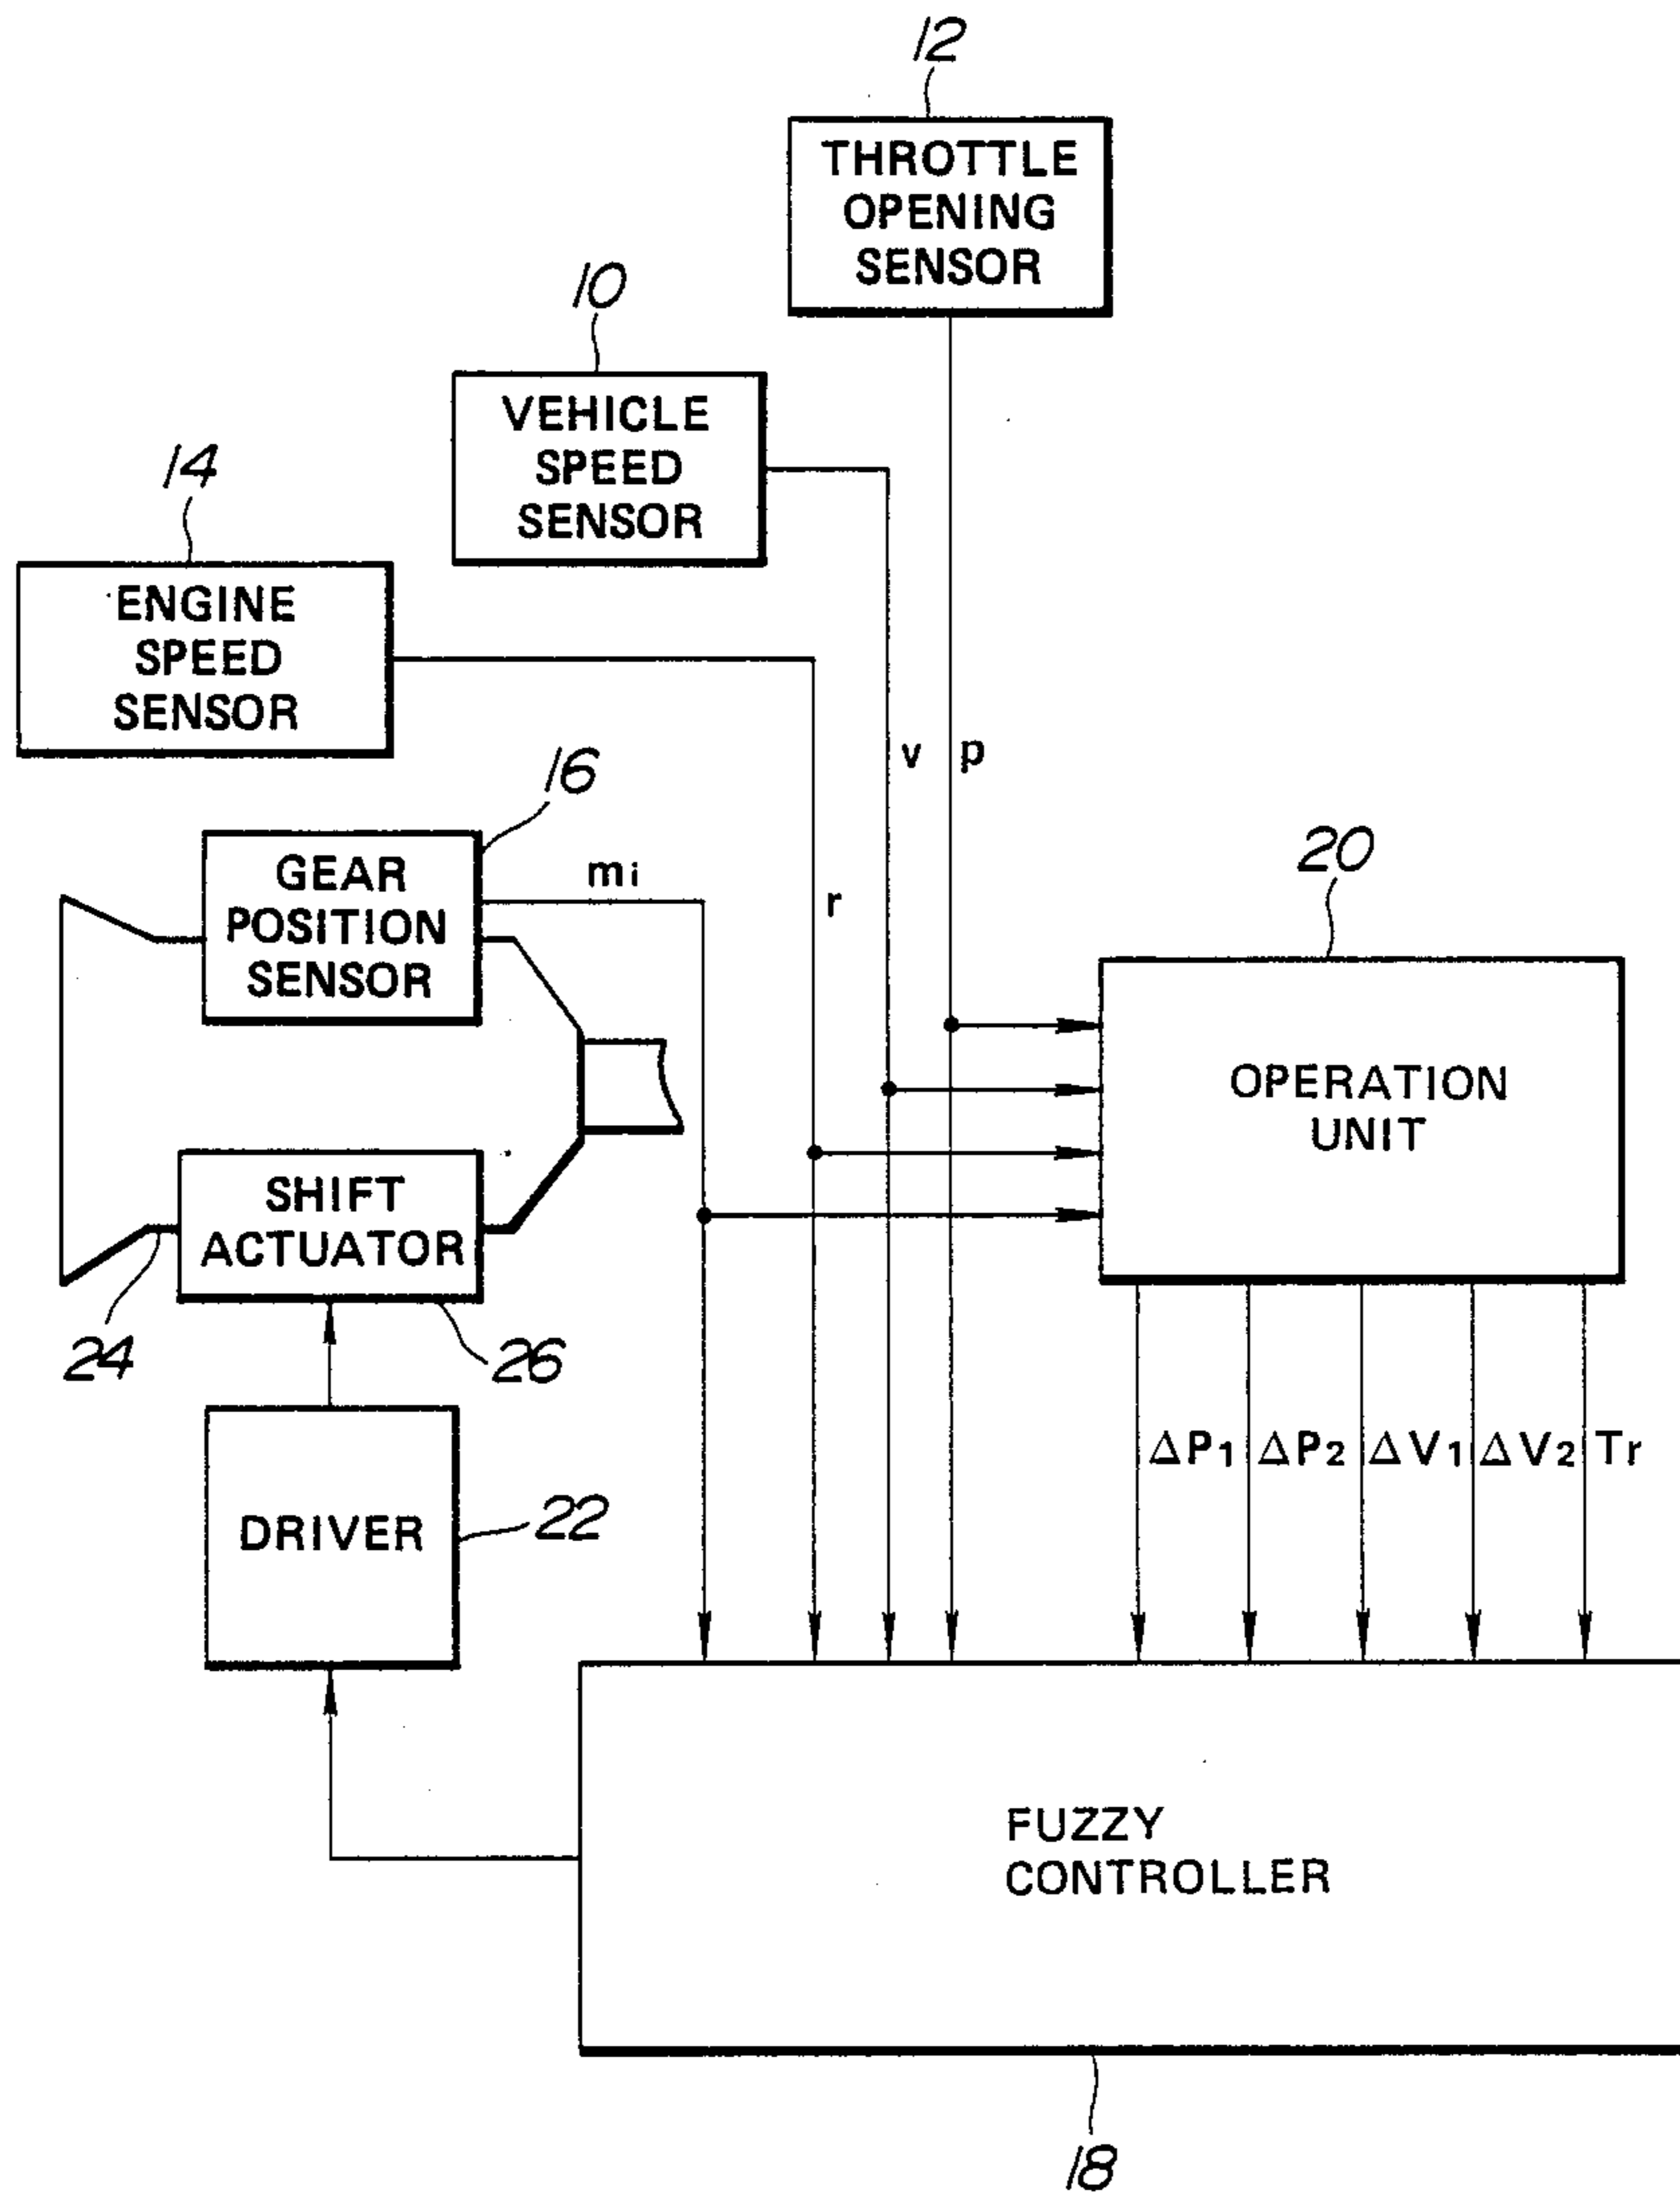 12
THROTTLE
OPENING
SENSOR
10
VEHICLE
SPEED
SENSOR
14
ENGINE
SPEED
SENSOR
v
p
16
GEAR
POSITION
SENSOR
mi
r
20
OPERATION
UNIT
SHIFT
ACTUATOR
24
26
ΔP1 ΔP2 ΔV1 ΔV2 Tr
DRIVER
22
FUZZY
CONTROLLER
18